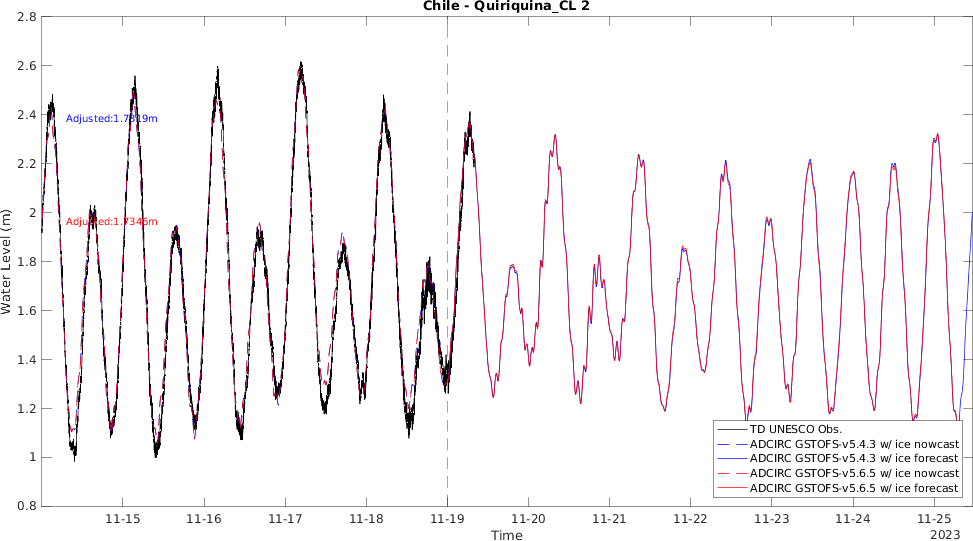 Chile - Quiriquina_CL 2
Water Level (m)
2.8
2.6
2.4
2.2
2
1.8
1.6
1.4
1.2
1
0.8
Adjusted:1.7319m
Adjusted:1.7346m
TD UNESCO Obs.
ADCIRC GSTOFS-v5.4.3 w/ ice nowcast
ADCIRC GSTOFS-v5.4.3 w/ ice forecast
ADCIRC GSTOFS-v5.6.5 w/ ice nowcast
ADCIRC GSTOFS-v5.6.5 w/ ice forecast
11-15 11-16 11-17 11-18 11-19 11-20 11-21 11-22 11-23 11-24 11-25
Time
2023